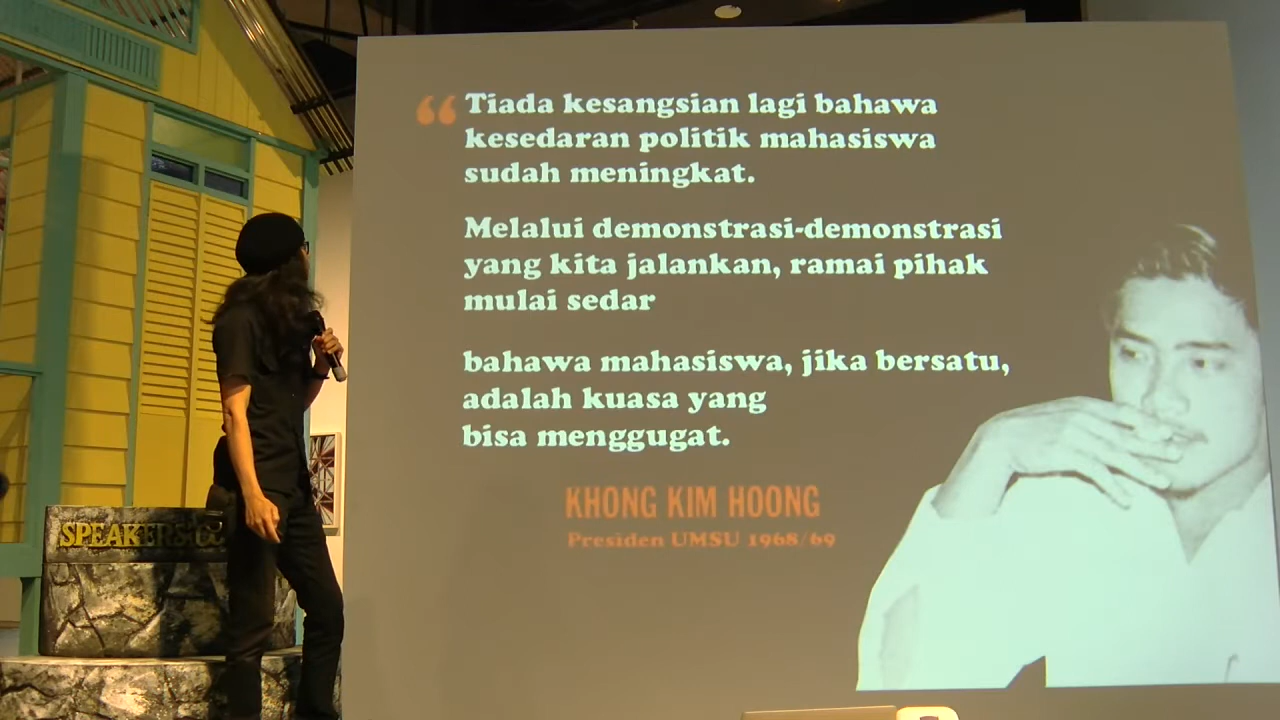 “Tiada kesangsian lagi bahawa
kesedaran politik mahasiswa
sudah meningkat.
Melalui demonstrasi-demonstrasi
yang kita jalankan, ramai pihak
mulai sedar
bahawa mahasiswa, jika bersatu,
adalah kuasa yang
bisa menggugat.
KHONG KIM HOONG
Presiden UMSU 1968/69
SPEAKERS'